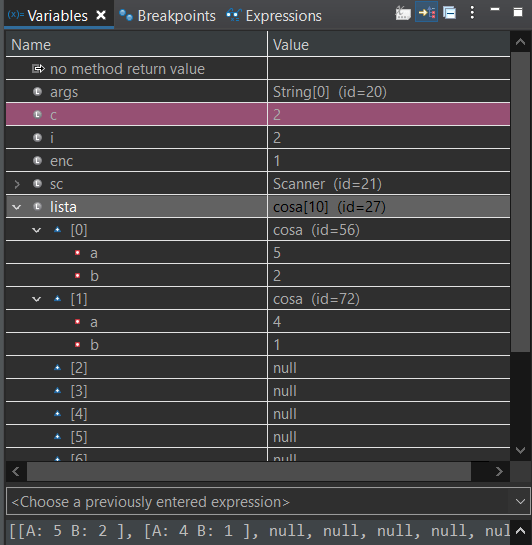 Variables Breakpoints Expressions
Name Value
no method return value
args String[0] (id=20)
c 2
i 2
enc 1
sc Scanner (id=21)
lista cosa[10] (id=27)
[0] cosa (id=56)
a 5
b 2
[1] cosa (id=72)
a 4
b 1
[2] null
[3] null
[4] null
[5] null
[6] null
<Choose a previously entered expression>
[[A: 5 B: 2 ], [A: 4 B: 1 ], null, null, null, null, nul